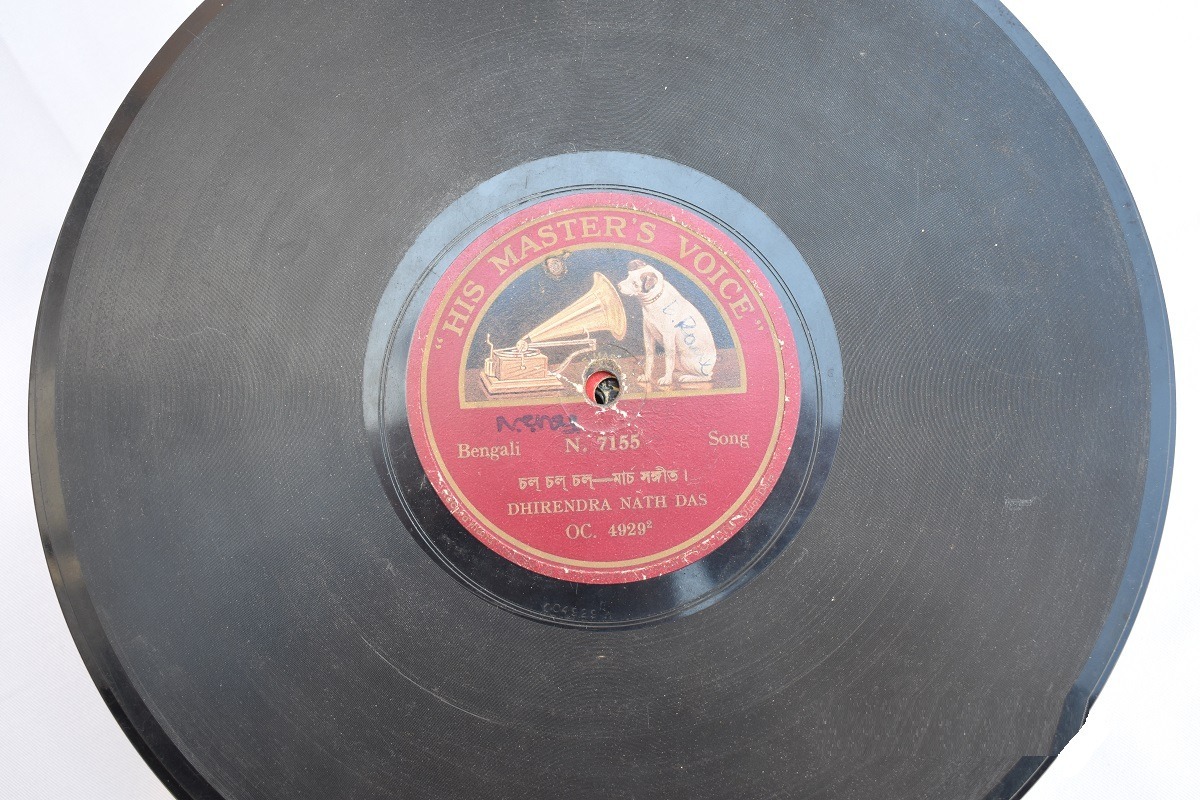 "HIS MASTER'S VOICE"
Bengali N. 7155 Song
চল্ চল্ চল্—মার্চ সঙ্গীত।
DHIRENDRA NATH DAS
OC. 4929²